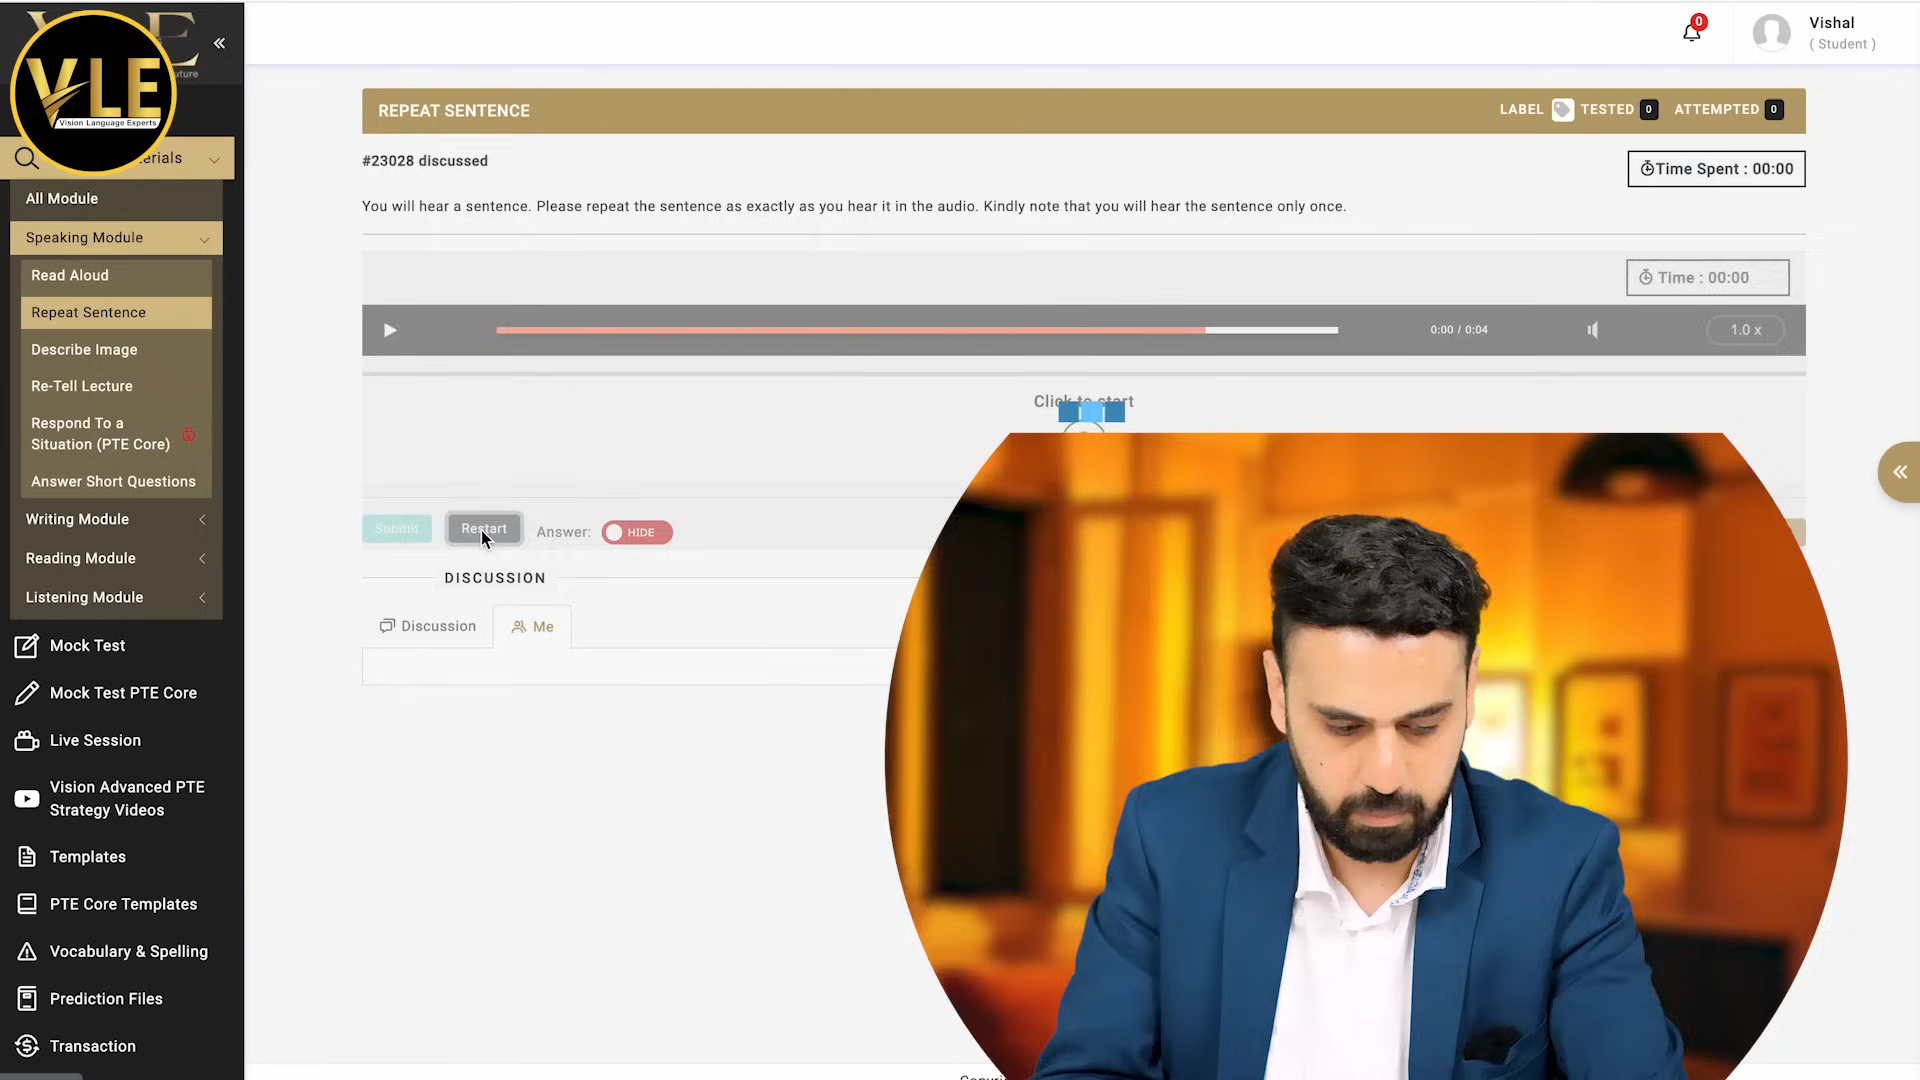 VLE
Vision Language Experts
uture
0
Vishal
( Student )
erials
All Module
Speaking Module
Read Aloud
Repeat Sentence
Describe Image
Re-Tell Lecture
Respond To a
Situation (PTE Core)
Answer Short Questions
Writing Module
Reading Module
Listening Module
Mock Test
Mock Test PTE Core
Live Session
Vision Advanced PTE
Strategy Videos
Templates
PTE Core Templates
Vocabulary & Spelling
Prediction Files
Transaction
REPEAT SENTENCE
LABEL TESTED 0 ATTEMPTED 0
#23028 discussed
Time Spent : 00:00
You will hear a sentence. Please repeat the sentence as exactly as you hear it in the audio. Kindly note that you will hear the sentence only once.
Time : 00:00
0:00 / 0:04
1.0 x
Click to start
Submit
Restart
Answer:
HIDE
DISCUSSION
Discussion
Me